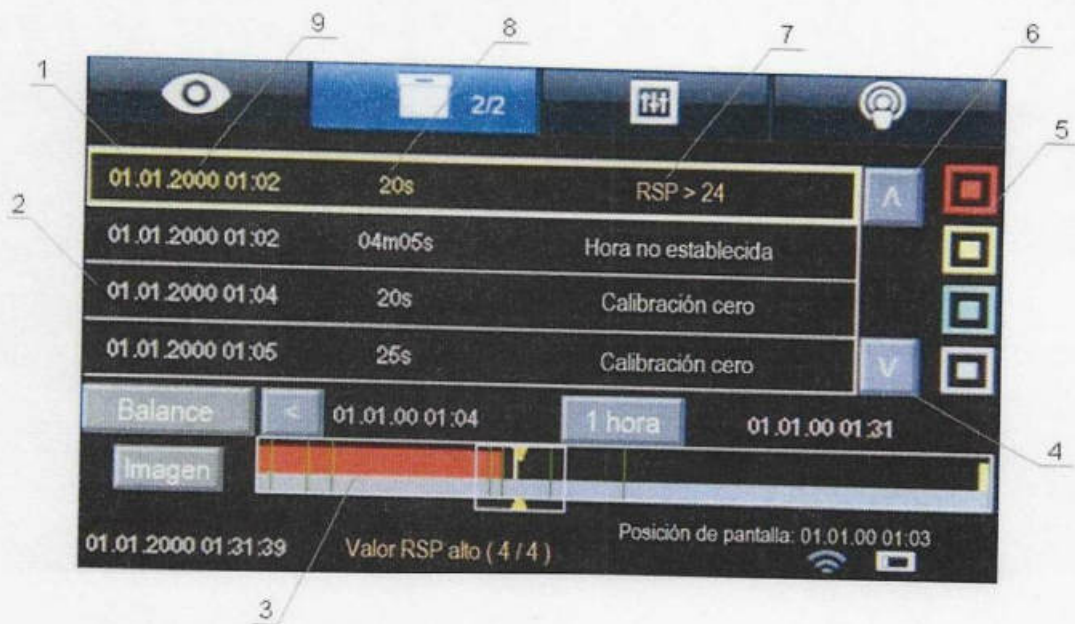 9
8
7
6
1
2/2
5
01.01.2000 01:02 20s RSP > 24
Λ
2
01.01.2000 01:02 04m05s Hora no establecida
01.01.2000 01:04 20s Calibración cero
01.01.2000 01:05 25s Calibración cero
V
Balance < 01.01.00 01:04 1 hora 01.01.00 01:31
4
Imagen
01.01.2000 01:31:39 Valor RSP alto ( 4 / 4 ) Posición de pantalla: 01.01.00 01:03
3